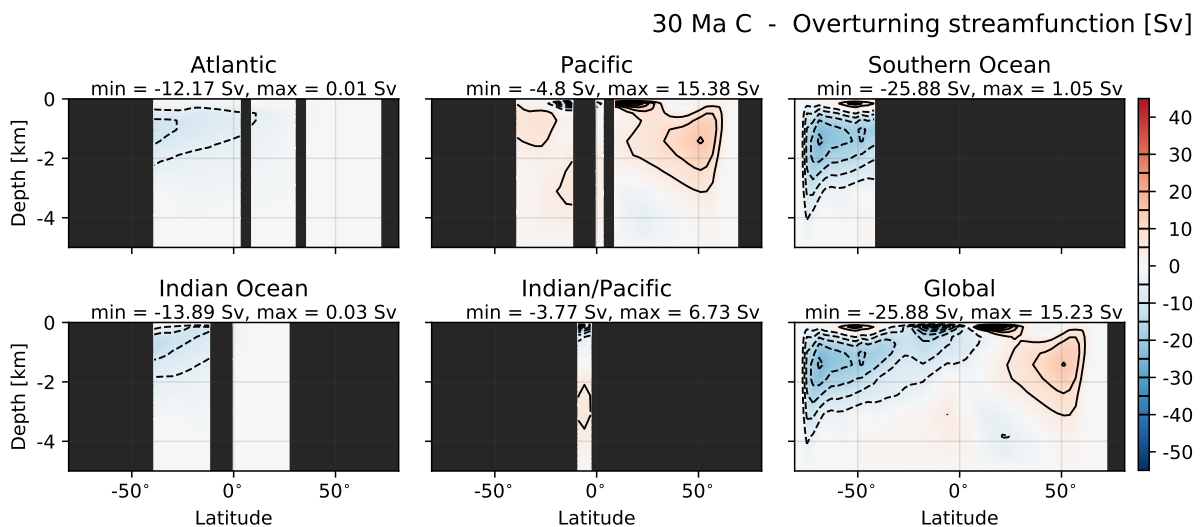 30 Ma C - Overturning streamfunction [Sv]
Atlantic
min = -12.17 Sv, max = 0.01 Sv
Pacific
min = -4.8 Sv, max = 15.38 Sv
Southern Ocean
min = -25.88 Sv, max = 1.05 Sv
0
-2
-4
Depth [km]
Indian Ocean
min = -13.89 Sv, max = 0.03 Sv
Indian/Pacific
min = -3.77 Sv, max = 6.73 Sv
Global
min = -25.88 Sv, max = 15.23 Sv
0
-2
-4
Depth [km]
-50° 0° 50°
Latitude
-50° 0° 50°
Latitude
-50° 0° 50°
Latitude
40
30
20
10
0
-10
-20
-30
-40
-50